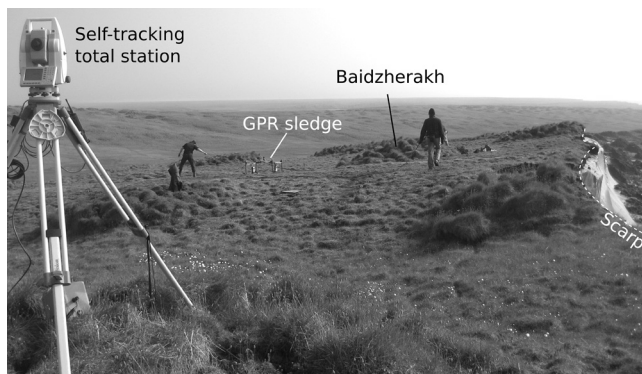 Self-tracking
total station
Baidzherakh
GPR sledge
Scarp